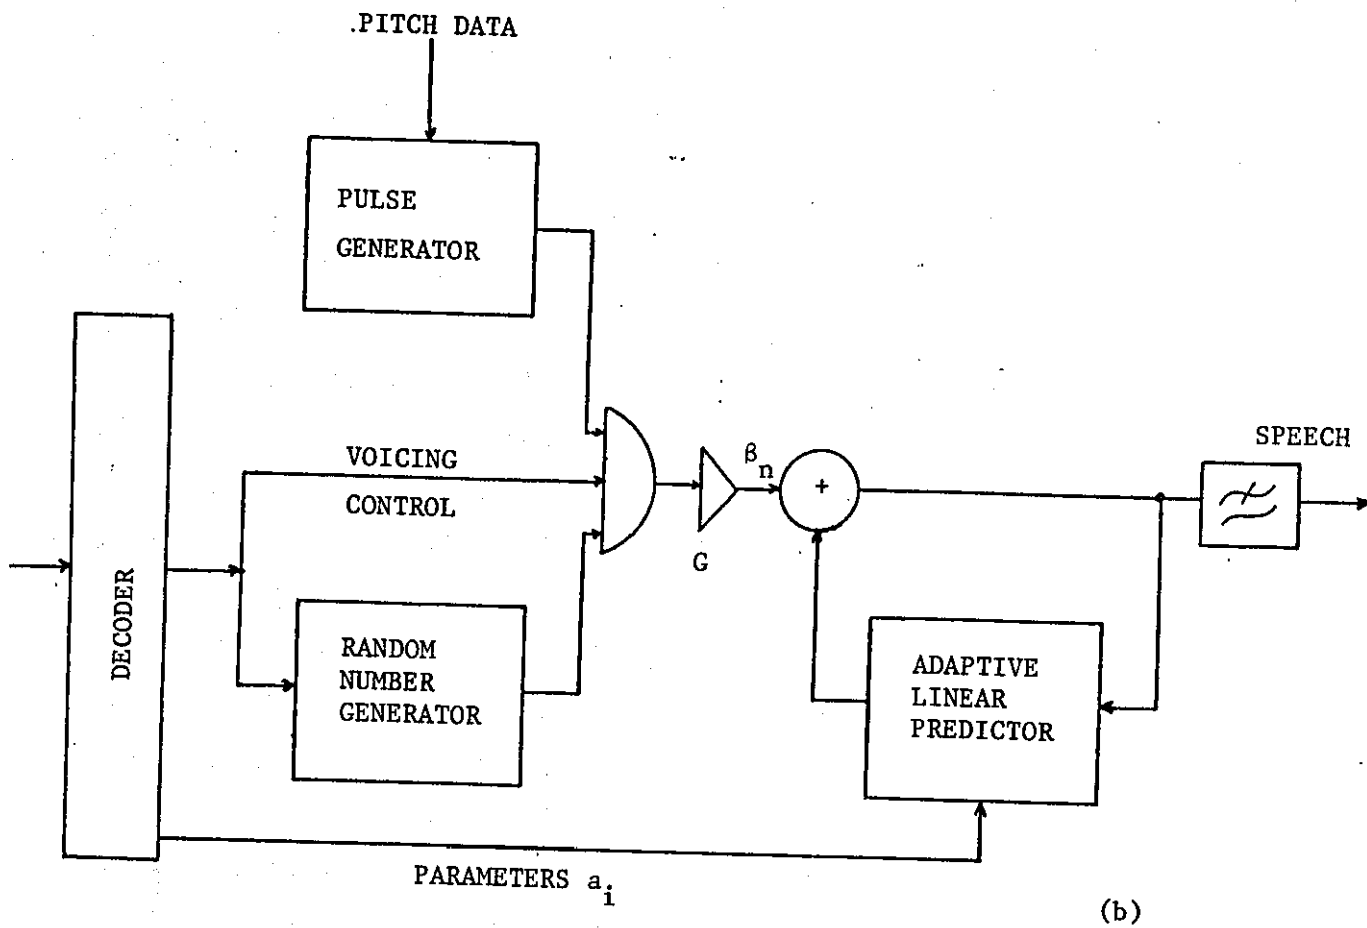 .PITCH DATA
PULSE
GENERATOR
SPEECH
VOICING
CONTROL
β
n
+
G
DECODER
RANDOM
NUMBER
GENERATOR
ADAPTIVE
LINEAR
PREDICTOR
PARAMETERS a
i
(b)